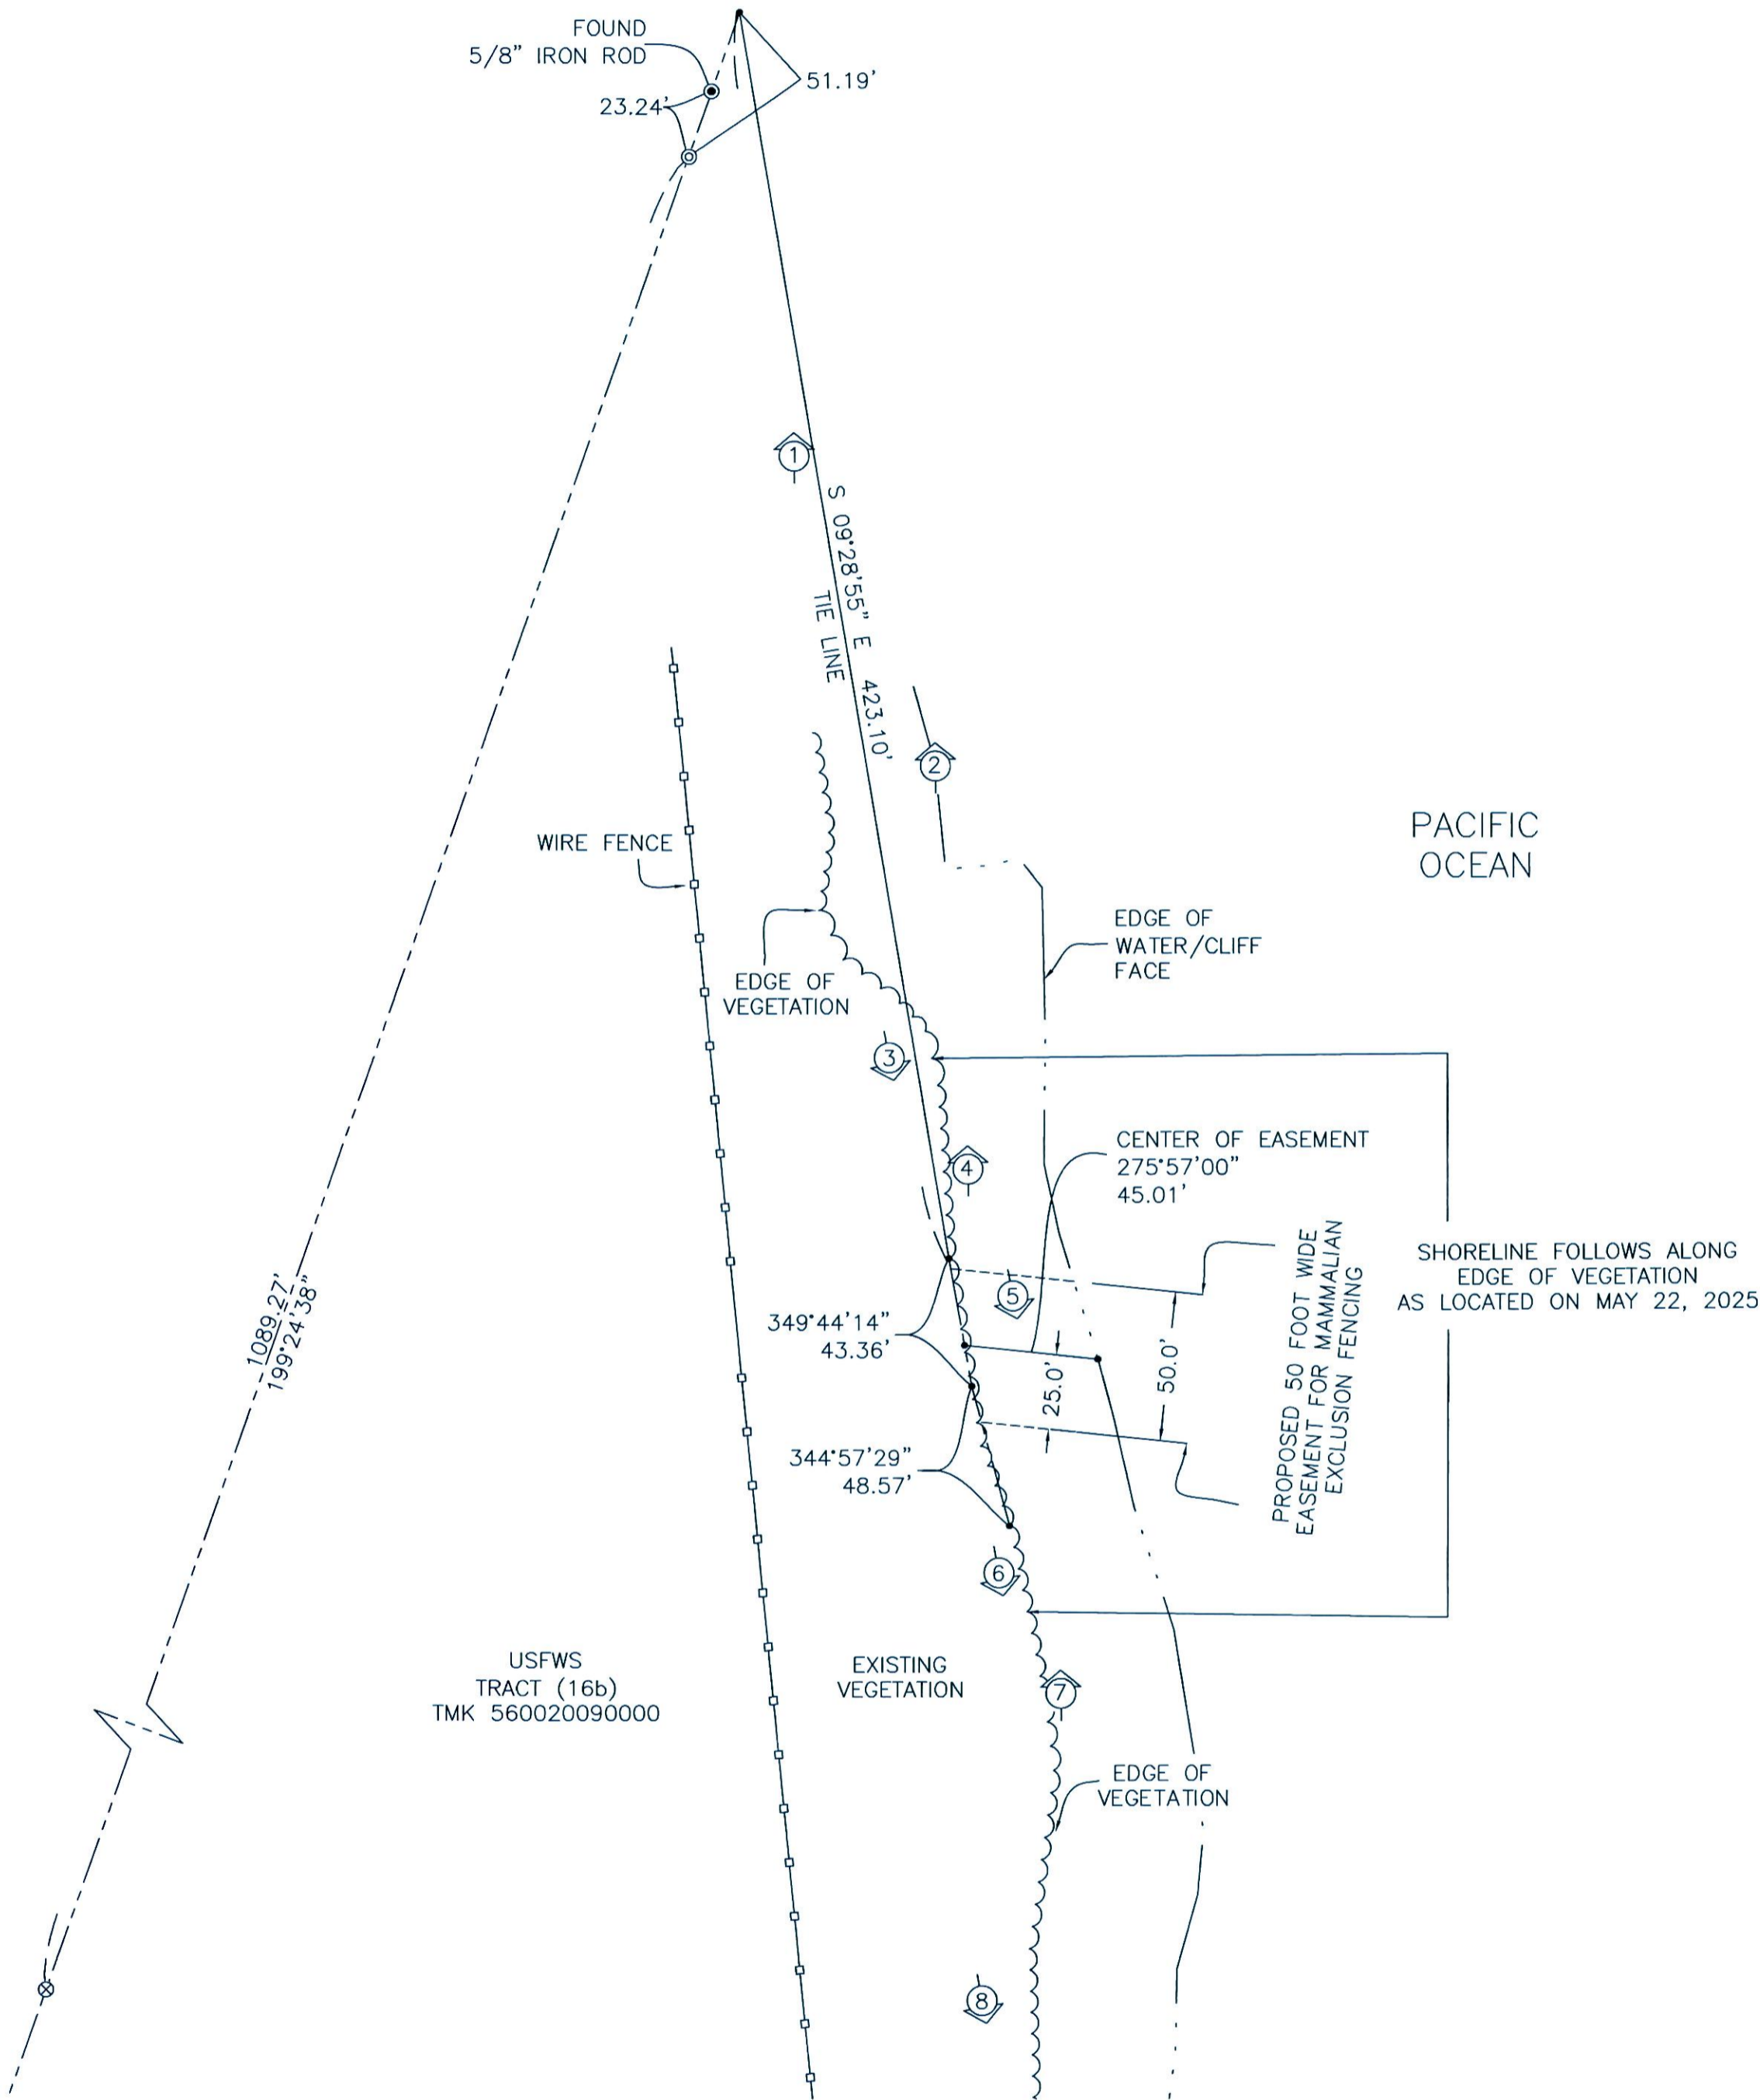 FOUND
5/8" IRON ROD
23.24'
51.19'
1
S 09°28'55" E 423.10'
TIE LINE
2
WIRE FENCE
PACIFIC
OCEAN
EDGE OF
WATER/CLIFF
FACE
EDGE OF
VEGETATION
3
CENTER OF EASEMENT
275°57'00"
45.01'
4
PROPOSED 50 FOOT WIDE
EASEMENT FOR MAMMALIAN
EXCLUSION FENCING
SHORELINE FOLLOWS ALONG
EDGE OF VEGETATION
AS LOCATED ON MAY 22, 2025
5
1089.27'
199°24'38"
349°44'14"
43.36'
25.0'
50.0'
344°57'29"
48.57'
6
USFWS
TRACT (16b)
TMK 560020090000
EXISTING
VEGETATION
7
EDGE OF
VEGETATION
8